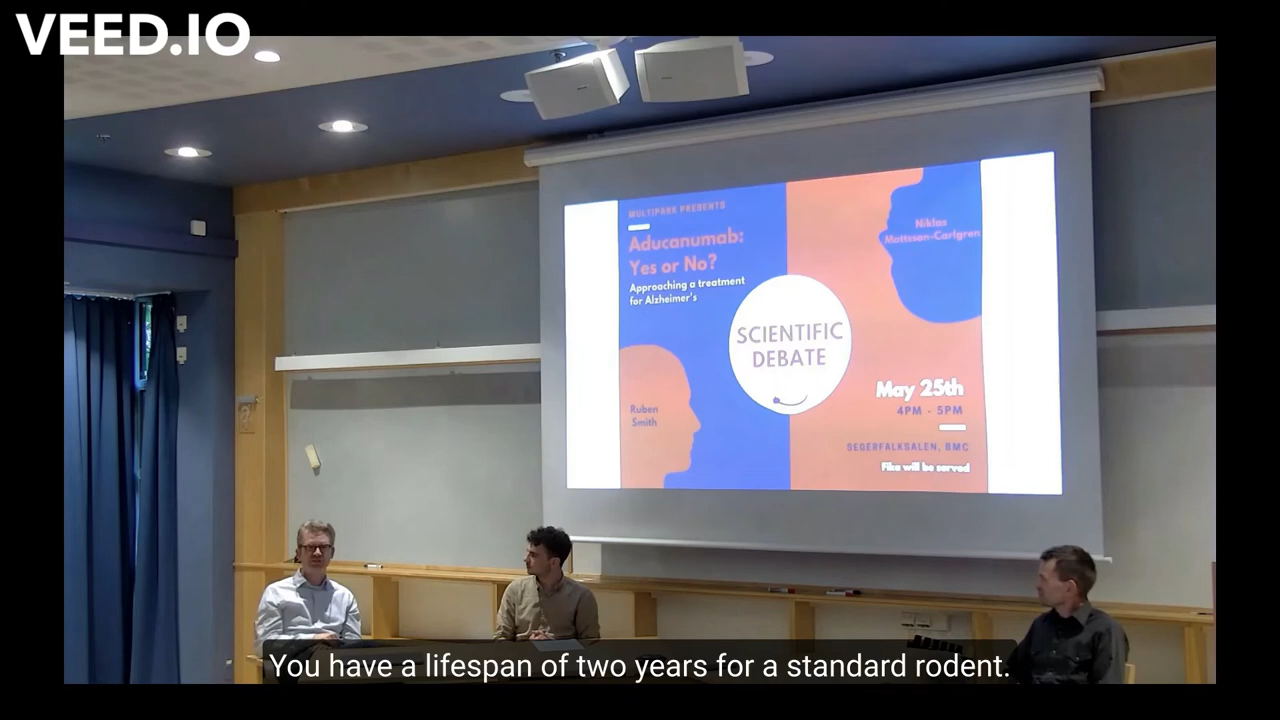 VEED.IO
MULTIPARK PRESENTS
Aducanumab:
Yes or No?
Approaching a treatment
for Alzheimer's
Niklas
Mattsson-Carlgren
SCIENTIFIC
DEBATE
Ruben
Smith
May 25th
4PM - 5PM
SEGERFALKSALEN, BMC
Fika will be served
You have a lifespan of two years for a standard rodent.